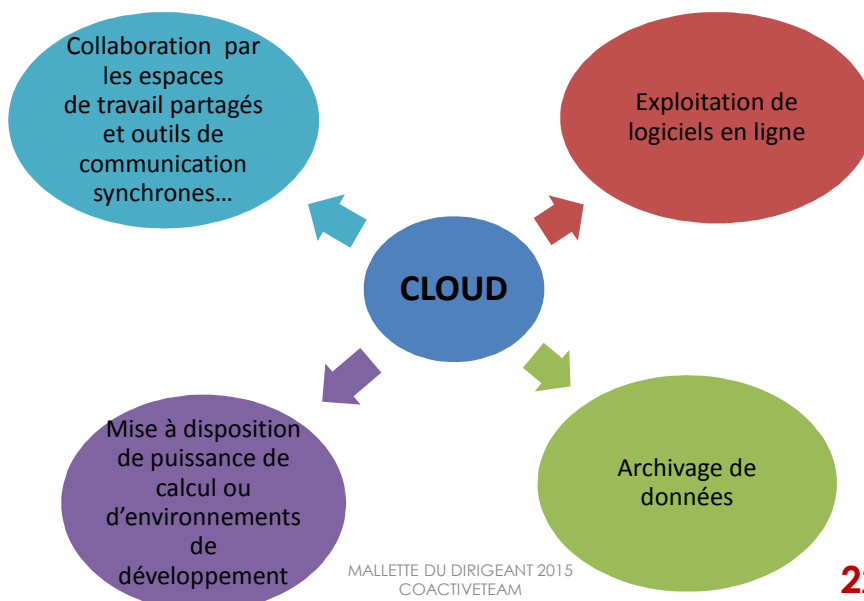 Collaboration par
les espaces
de travail partagés
et outils de
communication
synchrones…
Exploitation de
logiciels en ligne
CLOUD
Mise à disposition
de puissance de
calcul ou
d’environnements
de
développement
Archivage de
données
MALLETTE DU DIRIGEANT 2015
COACTIVETEAM